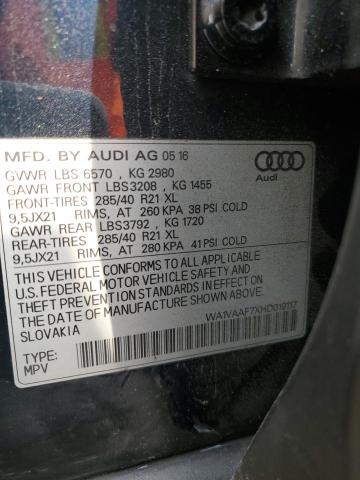 MFD. BY AUDI AG 05 16
GVWR LBS 6570 , KG 2980
GAWR FRONT LBS3208 , KG 1455
FRONT-TIRES 285/40 R21 XL
9,5JX21 RIMS, AT 260 KPA 38 PSI COLD
GAWR REAR LBS3792 , KG 1720
REAR-TIRES 285/40 R21 XL
9,5JX21 RIMS, AT 280 KPA 41 PSI COLD
THIS VEHICLE CONFORMS TO ALL APPLICABLE
U.S. FEDERAL MOTOR VEHICLE SAFETY AND
THEFT PREVENTION STANDARDS IN EFFECT ON
THE DATE OF MANUFACTURE SHOWN ABOVE
SLOVAKIA
Audi
WA1VAAF7XHD019117
TYPE:
MPV